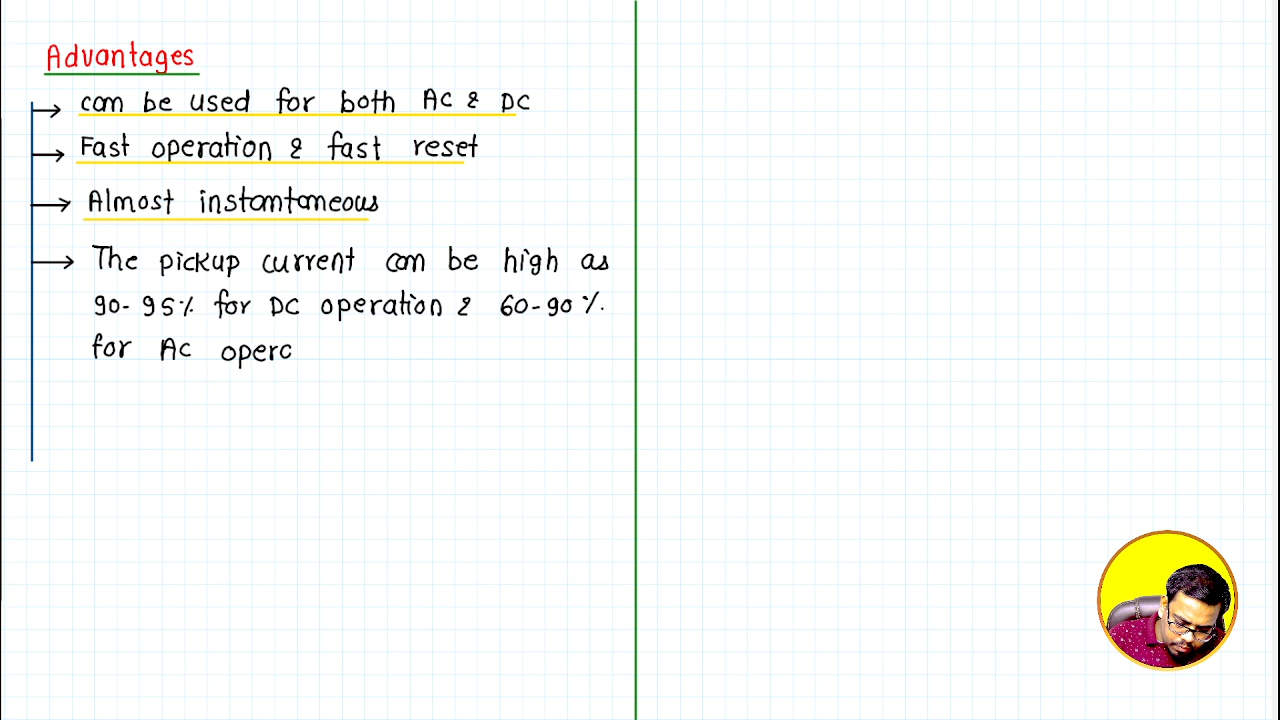 Advantages
can be used for both AC & DC
Fast operation & fast reset
Almost instantaneous
The pickup current can be high as
90-95% for DC operation & 60-90%.
for AC operc